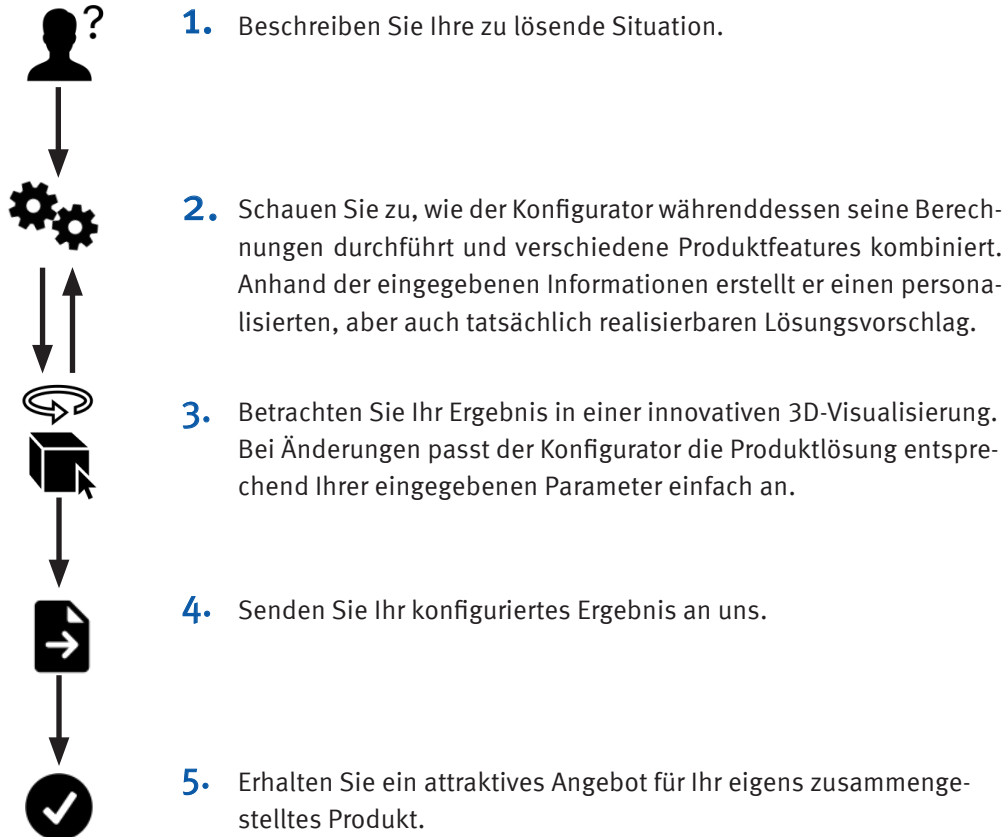 ?
1. Beschreiben Sie Ihre zu lösende Situation.
2. Schauen Sie zu, wie der Konfigurator währenddessen seine Berech-
nungen durchführt und verschiedene Produktfeatures kombiniert.
Anhand der eingegebenen Informationen erstellt er einen persona-
lisierten, aber auch tatsächlich realisierbaren Lösungsvorschlag.
3. Betrachten Sie Ihr Ergebnis in einer innovativen 3D-Visualisierung.
Bei Änderungen passt der Konfigurator die Produktlösung entspre-
chend Ihrer eingegebenen Parameter einfach an.
4. Senden Sie Ihr konfiguriertes Ergebnis an uns.
5. Erhalten Sie ein attraktives Angebot für Ihr eigens zusammenge-
stelltes Produkt.